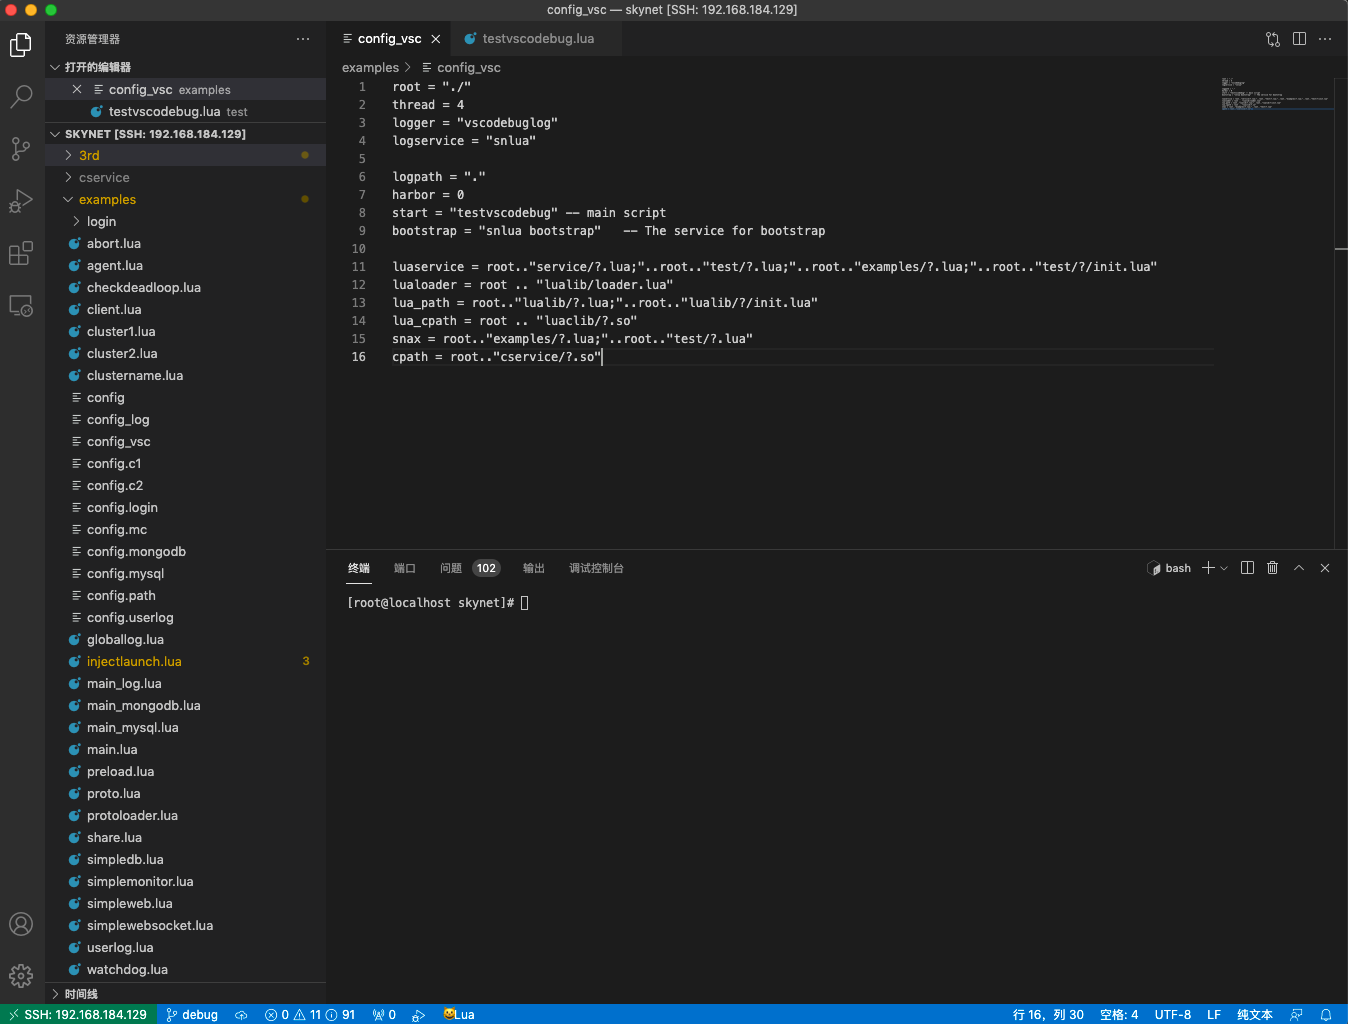 config_vsc — skynet [SSH: 192.168.184.129]
资源管理器
打开的编辑器
config_vsc examples
testvscodebug.lua test
SKYNET [SSH: 192.168.184.129]
3rd
cservice
examples
login
abort.lua
agent.lua
checkdeadloop.lua
client.lua
cluster1.lua
cluster2.lua
clustername.lua
config
config_log
config_vsc
config.c1
config.c2
config.login
config.mc
config.mongodb
config.mysql
config.path
config.userlog
globallog.lua
injectlaunch.lua 3
main_log.lua
main_mongodb.lua
main_mysql.lua
main.lua
preload.lua
proto.lua
protoloader.lua
share.lua
simpledb.lua
simplemonitor.lua
simpleweb.lua
simplewebsocket.lua
userlog.lua
watchdog.lua
时间线
config_vsc testvscodebug.lua
examples > config_vsc
1 root = "./"
2 thread = 4
3 logger = "vscodebuglog"
4 logservice = "snlua"
5
6 logpath = "."
7 harbor = 0
8 start = "testvscodebug" -- main script
9 bootstrap = "snlua bootstrap"   -- The service for bootstrap
10
11 luaservice = root.."service/?.lua;"..root.."test/?.lua;"..root.."examples/?.lua;"..root.."test/?/init.lua"
12 lualoader = root .. "lualib/loader.lua"
13 lua_path = root.."lualib/?.lua;"..root.."lualib/?/init.lua"
14 lua_cpath = root .. "luaclib/?.so"
15 snax = root.."examples/?.lua;"..root.."test/?.lua"
16 cpath = root.."cservice/?.so"
终端 端口 问题 102 输出 调试控制台 bash
[root@localhost skynet]#
SSH: 192.168.184.129 debug 0 11 91 0 Lua 行 16，列 30 空格: 4 UTF-8 LF 纯文本